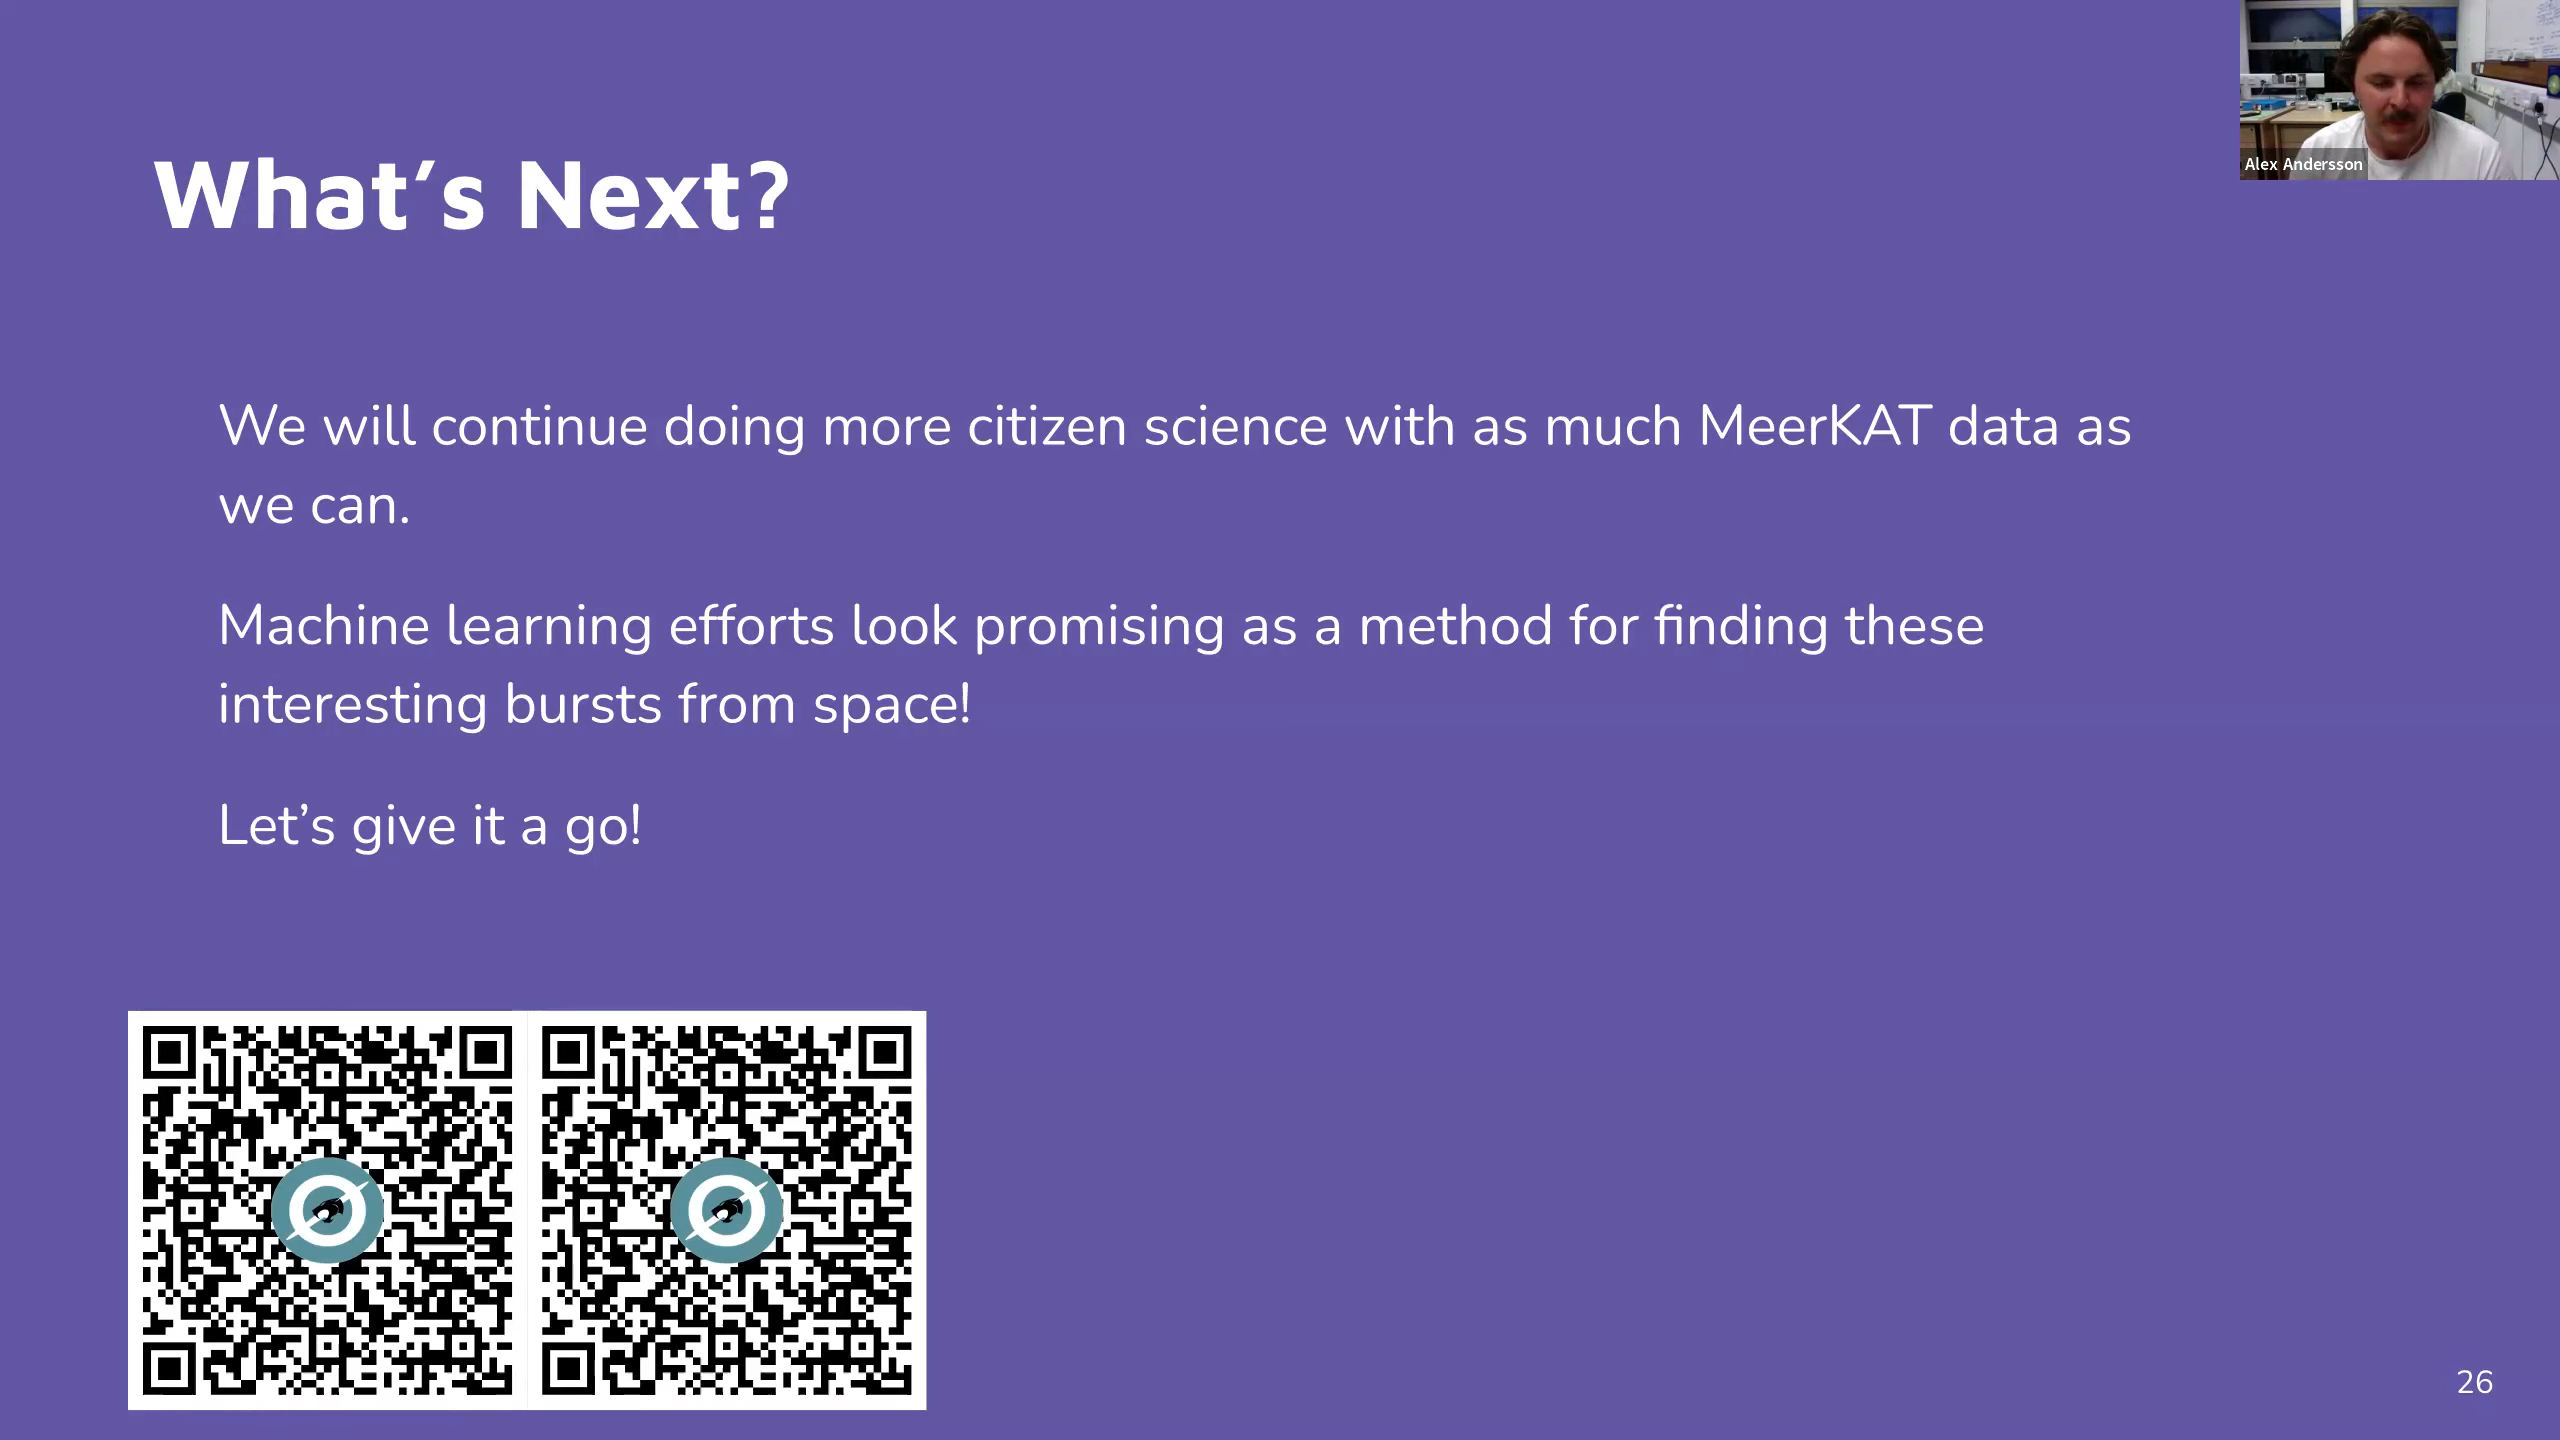 Alex Andersson
What’s Next?
We will continue doing more citizen science with as much MeerKAT data as
we can.
Machine learning efforts look promising as a method for finding these
interesting bursts from space!
Let’s give it a go!
26